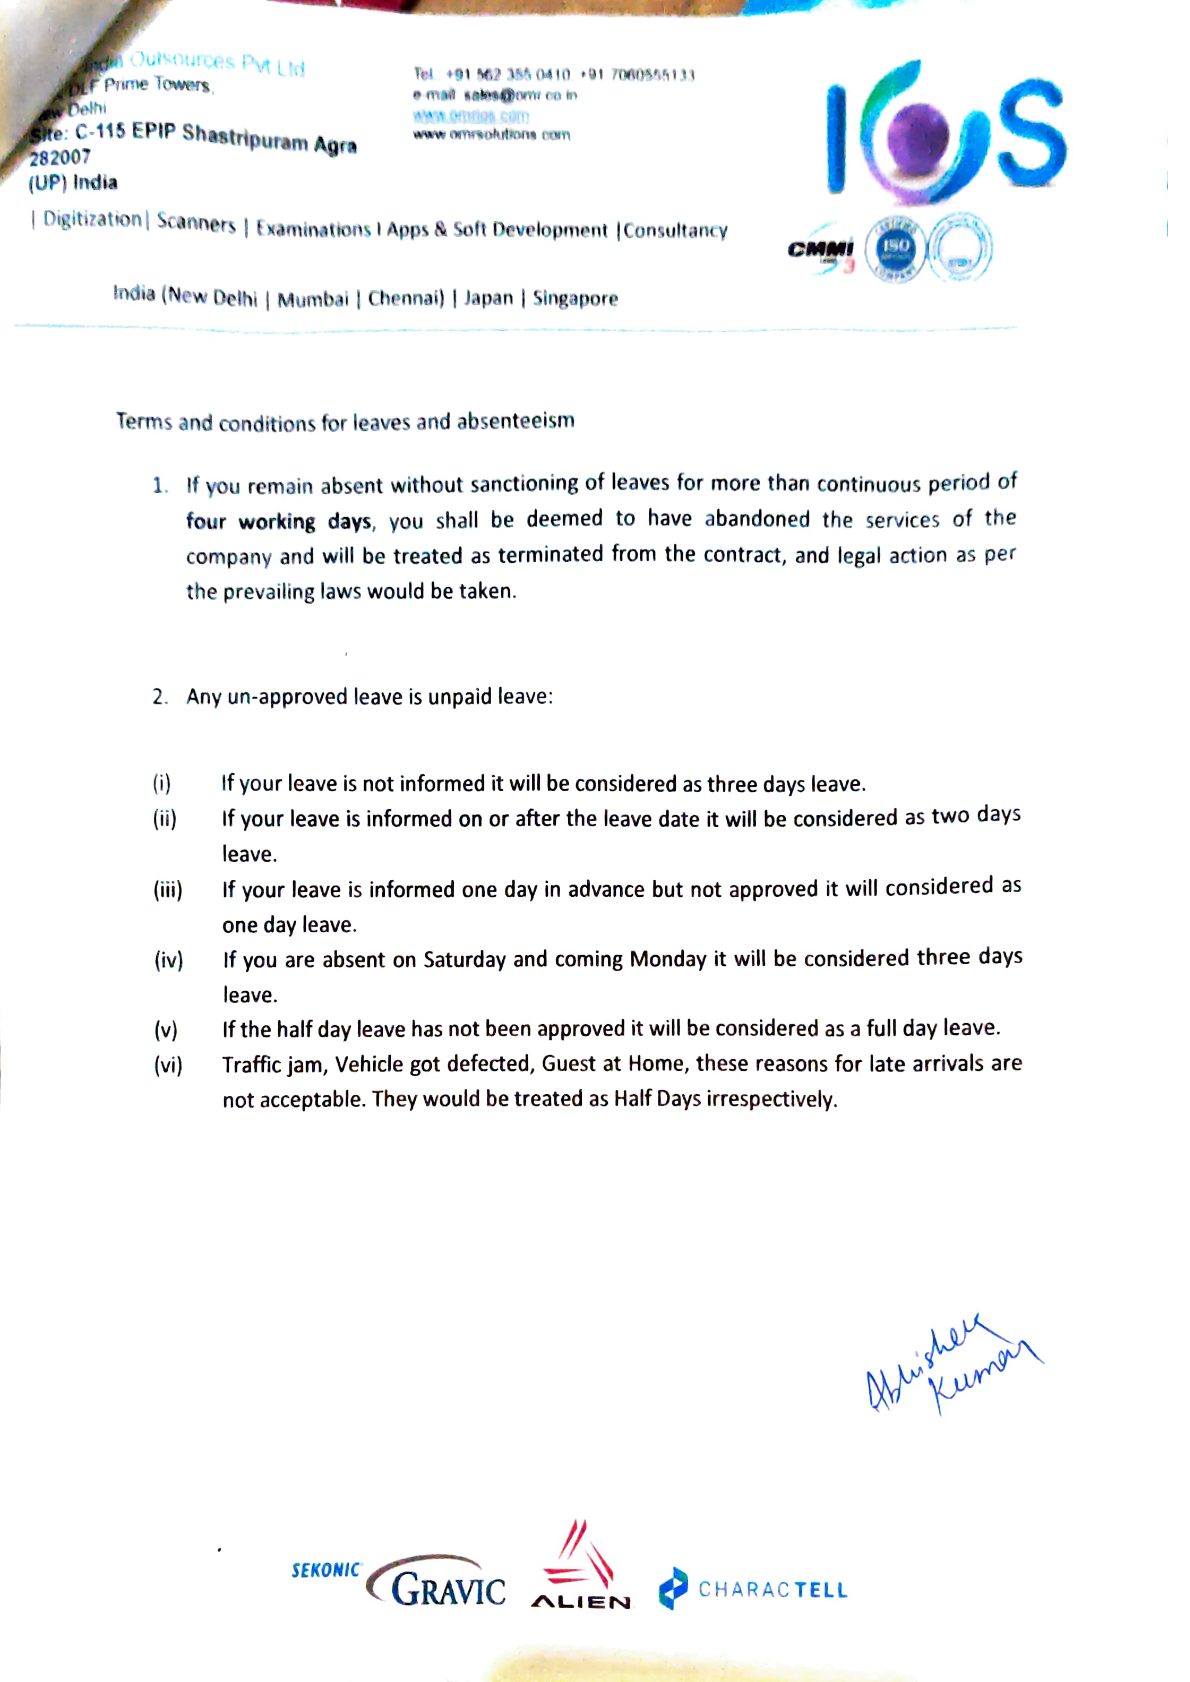 India Outsources Pvt Ltd
DLF Prime Towers,
New Delhi
Site: C-115 EPIP Shastripuram Agra
282007
(UP) India
Tel. +91 562 355 0410 +91 7060555133
e-mail sales@omr.co.in
www.omrios.com
www.omrsolutions.com
IOS
| Digitization| Scanners | Examinations I Apps & Soft Development |Consultancy
CMMI
3
ISO
India (New Delhi | Mumbai | Chennai) | Japan | Singapore
Terms and conditions for leaves and absenteeism
1. If you remain absent without sanctioning of leaves for more than continuous period of
four working days, you shall be deemed to have abandoned the services of the
company and will be treated as terminated from the contract, and legal action as per
the prevailing laws would be taken.
2. Any un-approved leave is unpaid leave:
(i) If your leave is not informed it will be considered as three days leave.
(ii) If your leave is informed on or after the leave date it will be considered as two days
leave.
(iii) If your leave is informed one day in advance but not approved it will considered as
one day leave.
(iv) If you are absent on Saturday and coming Monday it will be considered three days
leave.
(v) If the half day leave has not been approved it will be considered as a full day leave.
(vi) Traffic jam, Vehicle got defected, Guest at Home, these reasons for late arrivals are
not acceptable. They would be treated as Half Days irrespectively.
Abhishek
Kumar
SEKONIC
GRAVIC
ALIEN
CHARACTELL